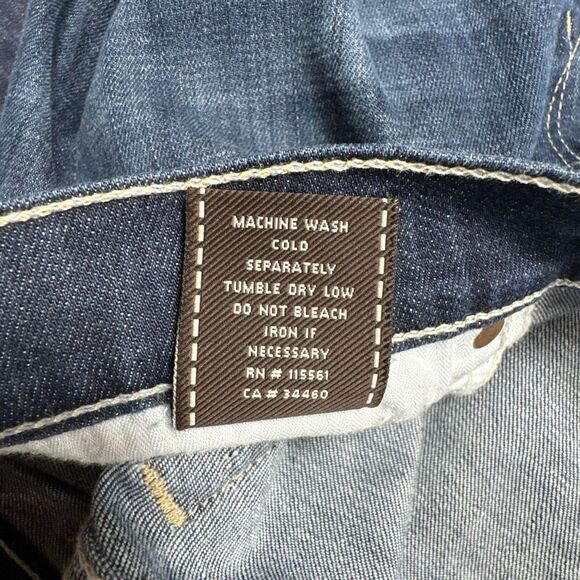 MACHINE WASH
COLD
SEPARATELY
TUMBLE DRY LOW
DO NOT BLEACH
IRON IF
NECESSARY
RN # 115561
CA # 34460